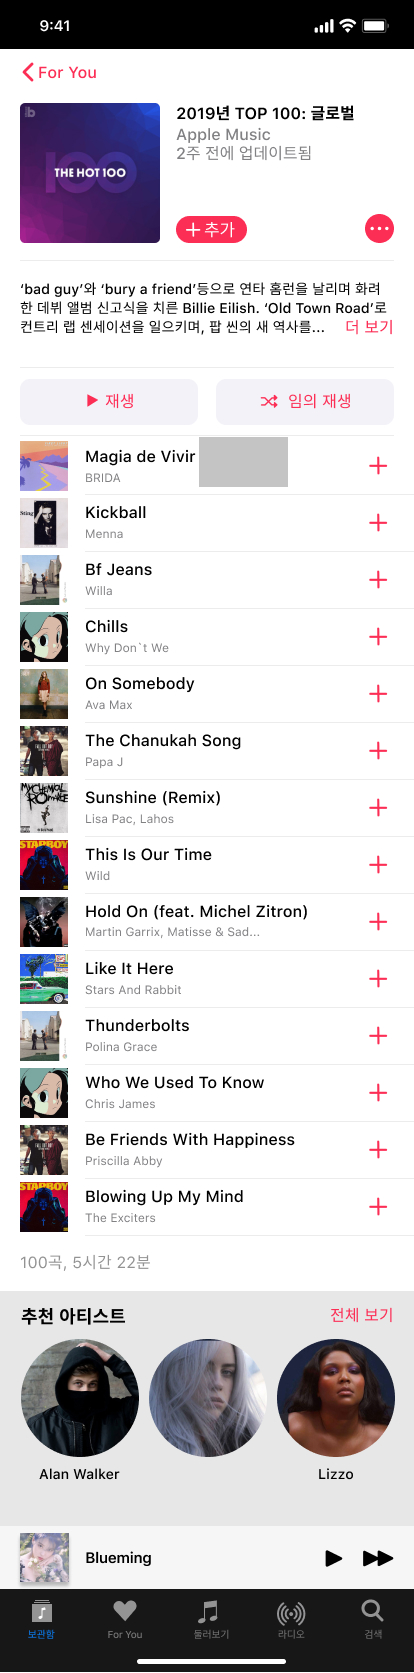 9:41
For You
b
THE HOT 100
100
2019년 TOP 100: 글로벌
Apple Music
2주 전에 업데이트됨
+ 추가
‘bad guy’와 ‘bury a friend’등으로 연타 홈런을 날리며 화려
한 데뷔 앨범 신고식을 치른 Billie Eilish. ‘Old Town Road’로
컨트리 랩 센세이션을 일으키며, 팝 씬의 새 역사를... 더 보기
재생
임의 재생
Magia de Vivir
BRIDA
Sting
Kickball
Menna
Bf Jeans
Willa
Chills
Why Don`t We
On Somebody
Ava Max
The Chanukah Song
Papa J
MY CHEMICAL
ROMANCE
Sunshine (Remix)
Lisa Pac, Lahos
STARBOY
This Is Our Time
Wild
Hold On (feat. Michel Zitron)
Martin Garrix, Matisse & Sad...
Like It Here
Stars And Rabbit
Thunderbolts
Polina Grace
Who We Used To Know
Chris James
Be Friends With Happiness
Priscilla Abby
STARBOY
Blowing Up My Mind
The Exciters
100곡, 5시간 22분
추천 아티스트
전체 보기
Alan Walker
Lizzo
Blueming
보관함
For You
둘러보기
라디오
검색